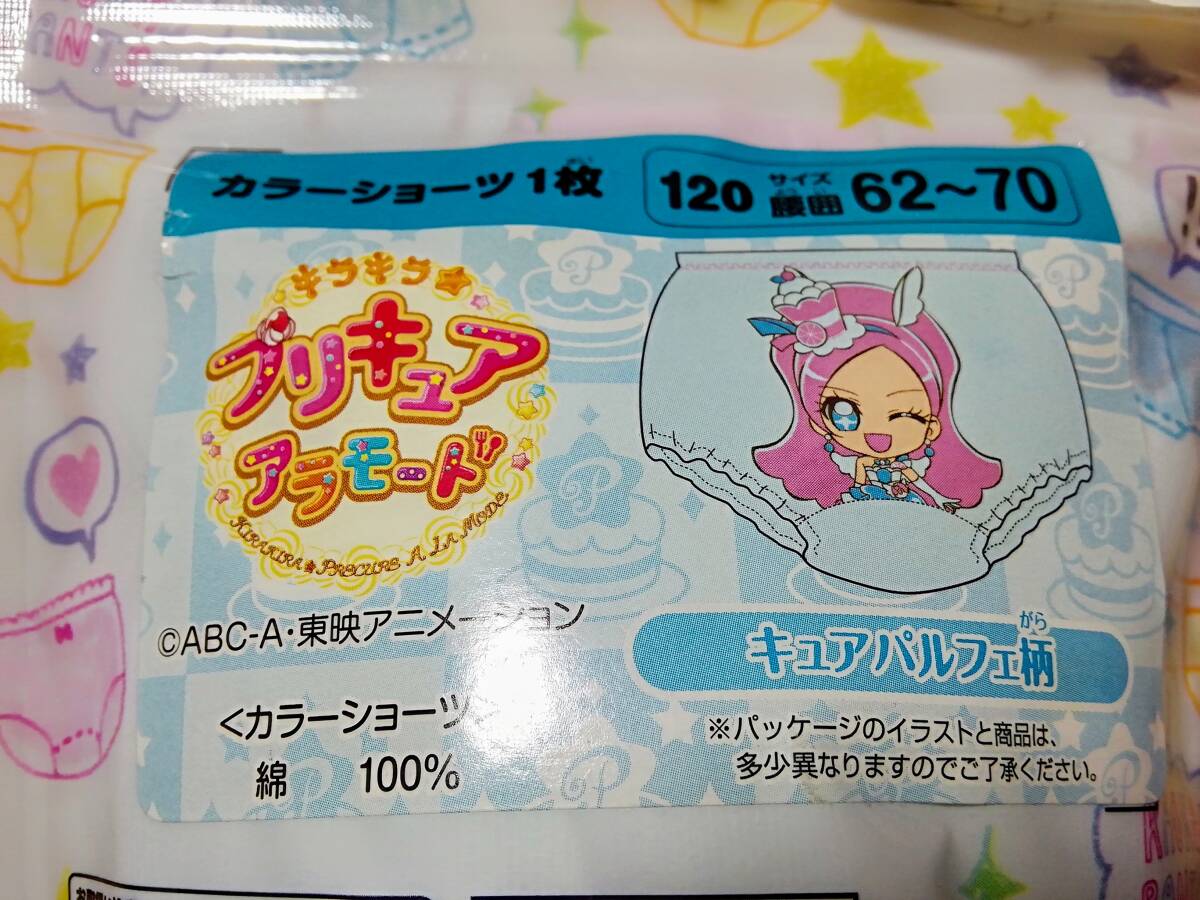 カラーショーツ1枚
120 サイズ 腰囲 62～70
キラキラ☆
プリキュア
アラモード
KIRAKIRA★PRECURE A LA MODE
©ABC-A・東映アニメーション
キュアパルフェ柄
<カラーショーツ>
綿 100%
※パッケージのイラストと商品は、
多少異なりますのでご了承ください。